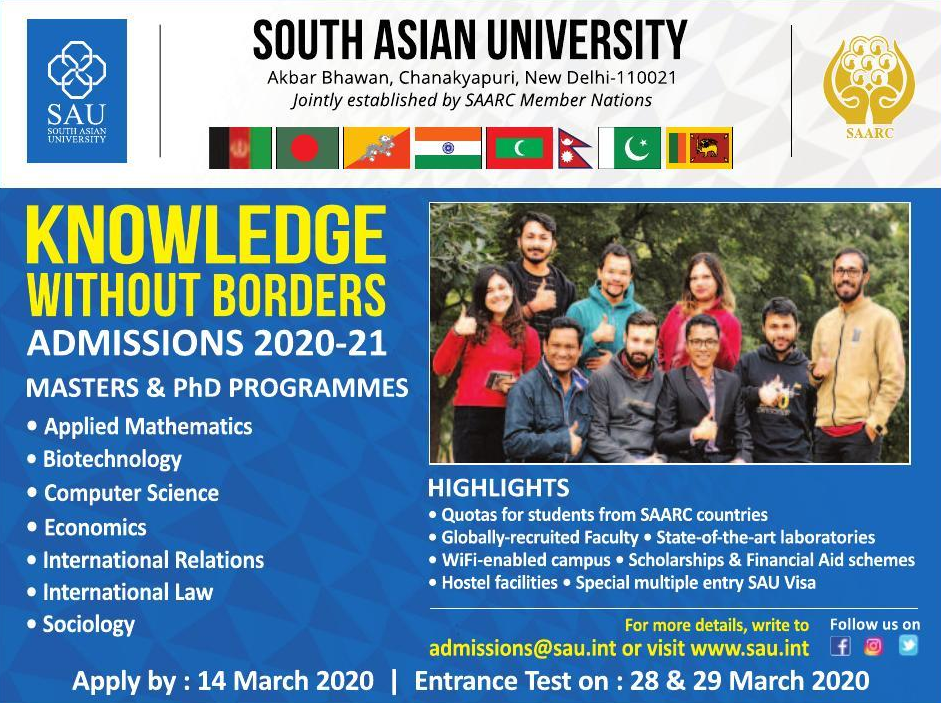 SAU
SOUTH ASIAN
UNIVERSITY
SOUTH ASIAN UNIVERSITY
Akbar Bhawan, Chanakyapuri, New Delhi-110021
Jointly established by SAARC Member Nations
SAARC
KNOWLEDGE
WITHOUT BORDERS
ADMISSIONS 2020-21
MASTERS & PhD PROGRAMMES
• Applied Mathematics
• Biotechnology
• Computer Science
• Economics
• International Relations
• International Law
• Sociology
HIGHLIGHTS
• Quotas for students from SAARC countries
• Globally-recruited Faculty • State-of-the-art laboratories
• WiFi-enabled campus • Scholarships & Financial Aid schemes
• Hostel facilities • Special multiple entry SAU Visa
For more details, write to
admissions@sau.int or visit www.sau.int
Follow us on
Apply by : 14 March 2020 | Entrance Test on : 28 & 29 March 2020